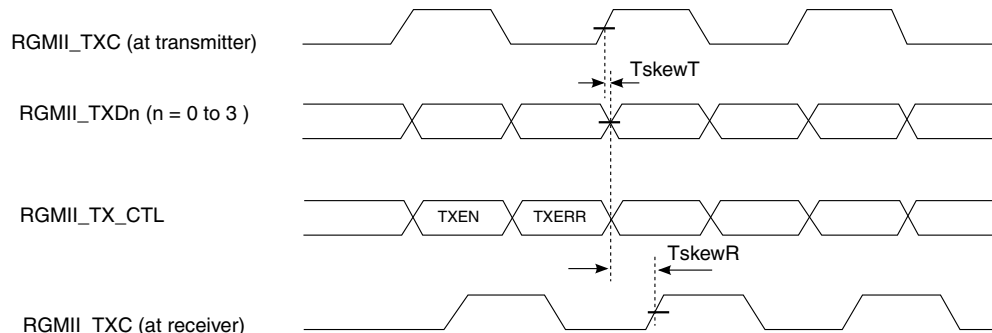 RGMII_TXC (at transmitter)
TskewT
RGMII_TXDn (n = 0 to 3 )
RGMII_TX_CTL
TXEN
TXERR
TskewR
RGMII_TXC (at receiver)